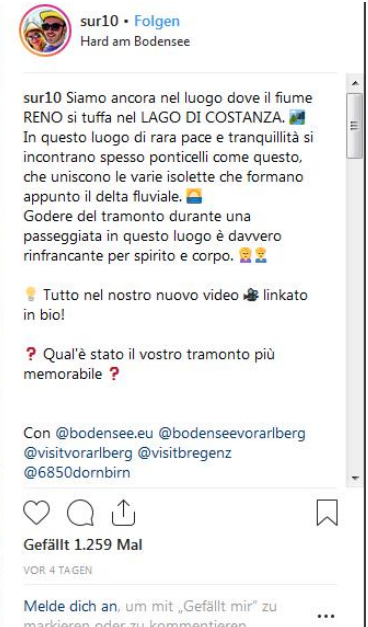 sur10 • Folgen
Hard am Bodensee
sur10 Siamo ancora nel luogo dove il fiume
RENO si tuffa nel LAGO DI COSTANZA. 🏞
In questo luogo di rara pace e tranquillità si
incontrano spesso ponticelli come questo,
che uniscono le varie isolette che formano
appunto il delta fluviale. 🌅
Godere del tramonto durante una
passeggiata in questo luogo è davvero
rinfrancante per spirito e corpo. 💆‍♀️💆‍♂️
💡 Tutto nel nostro nuovo video 🎥 linkato
in bio!
❓ Qual'è stato il vostro tramonto più
memorabile ❓
Con @bodensee.eu @bodenseevorarlberg
@visitvorarlberg @visitbregenz
@6850dornbirn
Gefällt 1.259 Mal
VOR 4 TAGEN
Melde dich an, um mit „Gefällt mir“ zu
markieren oder zu kommentieren